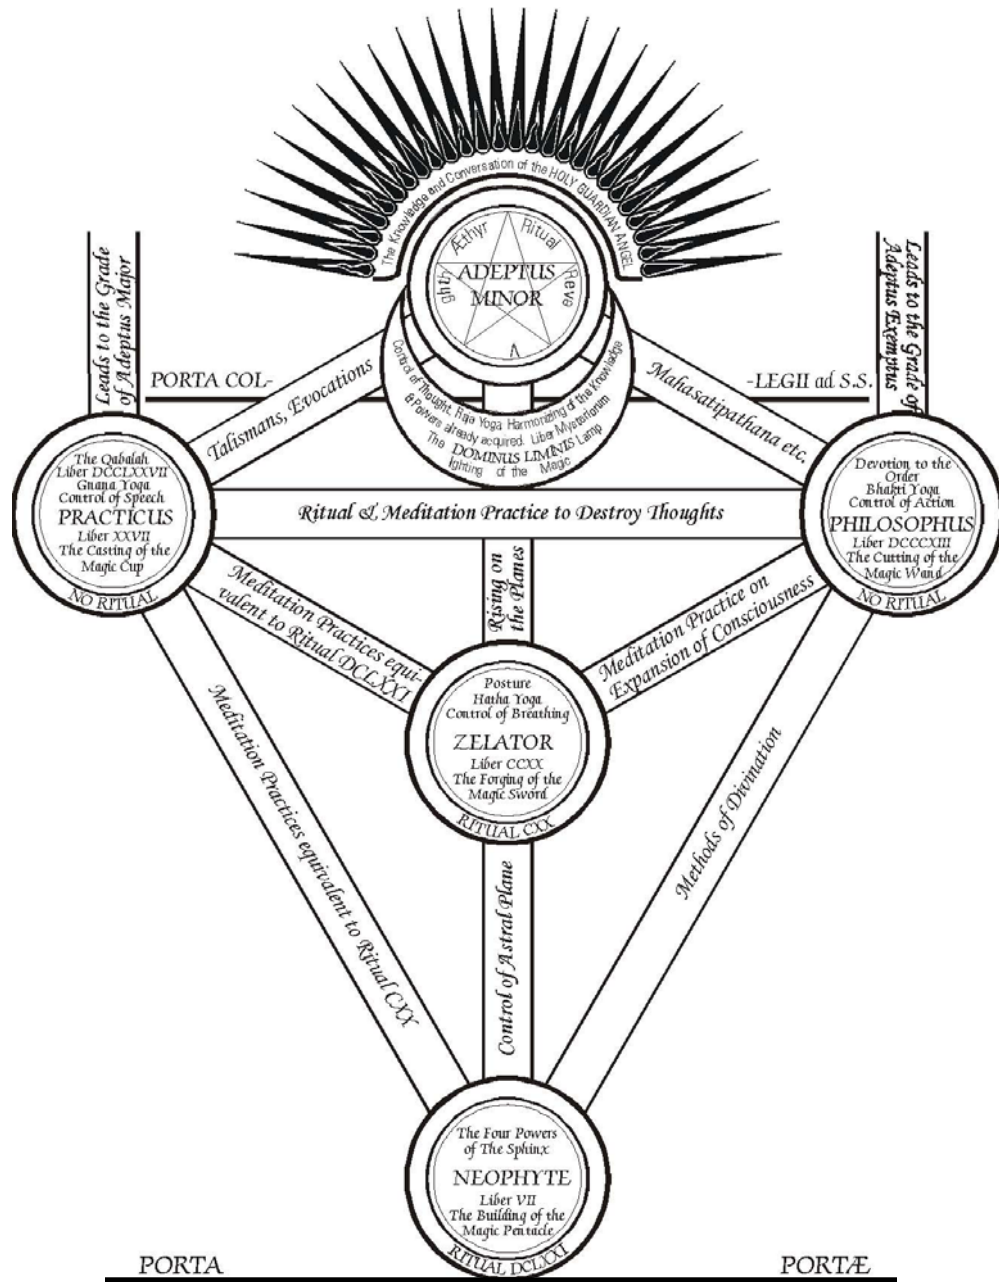 The Knowledge and Conversation of the HOLY GUARDIAN ANGEL
Æthyr Ritual
ghth
Reve
ADEPTUS
MINOR
V
Leads to the Grade
of Adeptus Major
Leads to the Grade of
Adeptus Exemptus
PORTA COL-
-LEGII ad S.S.
Talismans, Evocations
Control of Thought. Raja Yoga Harmonizing of the Knowledge
& Powers already acquired. Liber Mysteriorum
The DOMINUS LIMINIS Lamp
lighting of the Magic
Mahasatipathana etc.
The Qabalah
Liber DCCLXXVII
Gnana Yoga
Control of Speech
PRACTICUS
Liber XXVII
The Casting of the
Magic Cup
NO RITUAL
Ritual & Meditation Practice to Destroy Thoughts
Devotion to the
Order
Bhakti Yoga
Control of Action
PHILOSOPHUS
Liber DCCCXIII
The Cutting of the
Magic Wand
NO RITUAL
Meditation Practices equi-
valent to Ritual DCLXXI
Rising on
the Planes
Meditation Practice on
Expansion of Consciousness
Posture
Hatha Yoga
Control of Breathing
ZELATOR
Liber CCXX
The Forging of the
Magic Sword
RITUAL CXX
Meditation Practices equivalent to Ritual CXX
Control of Astral Plane
Methods of Divination
The Four Powers
of The Sphinx
NEOPHYTE
Liber VII
The Building of the
Magic Pentacle
RITUAL DCLXXI
PORTA
PORTÆ